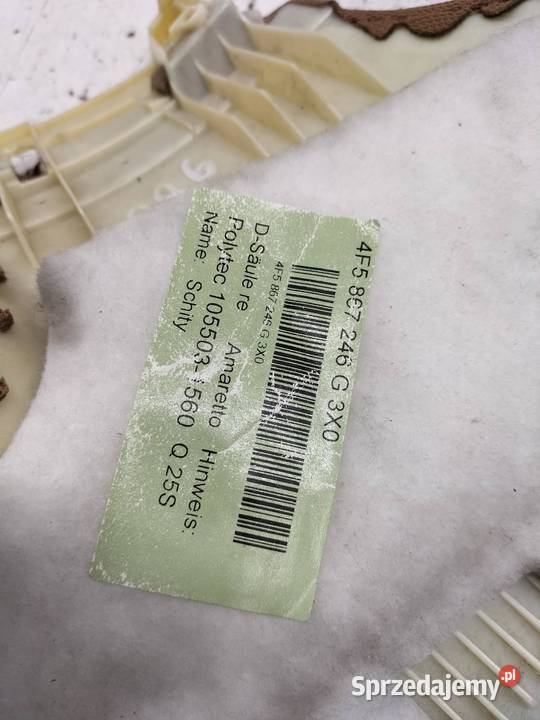 4F5 867 246 G 3X0
4F5 867 246 G 3X0
D-Säule re Amaretto Hinweis:
Polytec 105503-1560 Q 25S
Name: Schity
Sprzedajemy.pl